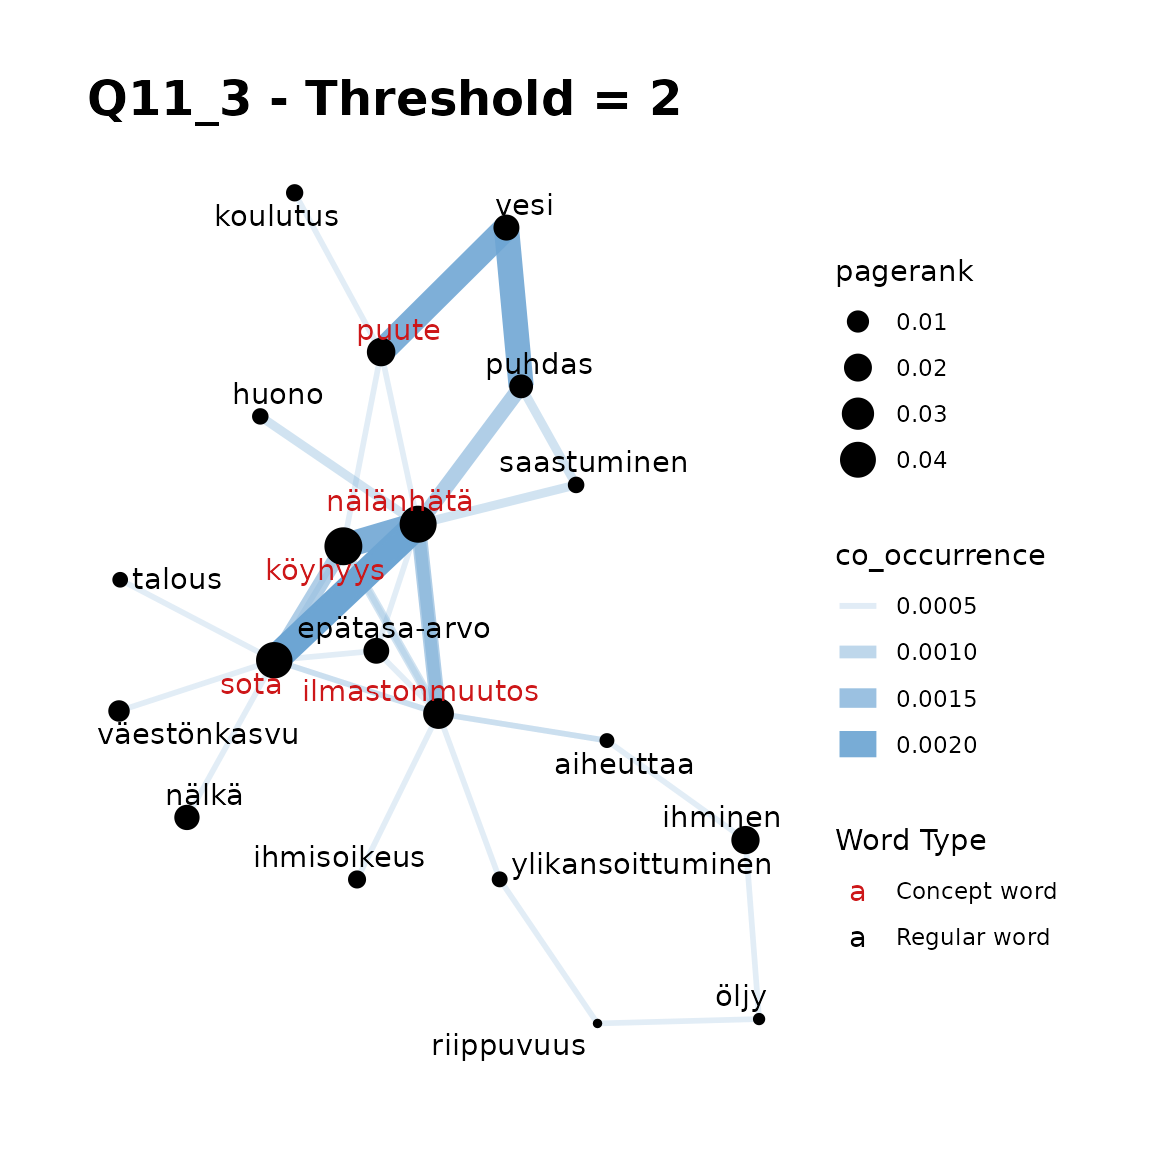 Q11_3 - Threshold = 2
koulutus
vesi
puute
puhdas
huono
saastuminen
nälänhätä
köyhyys
talous
epätasa-arvo
sota
ilmastonmuutos
väestönkasvu
aiheuttaa
nälkä
ihminen
ihmisoikeus
ylikansoittuminen
öljy
riippuvuus
pagerank
0.01
0.02
0.03
0.04
co_occurrence
0.0005
0.0010
0.0015
0.0020
Word Type
a Concept word
a Regular word